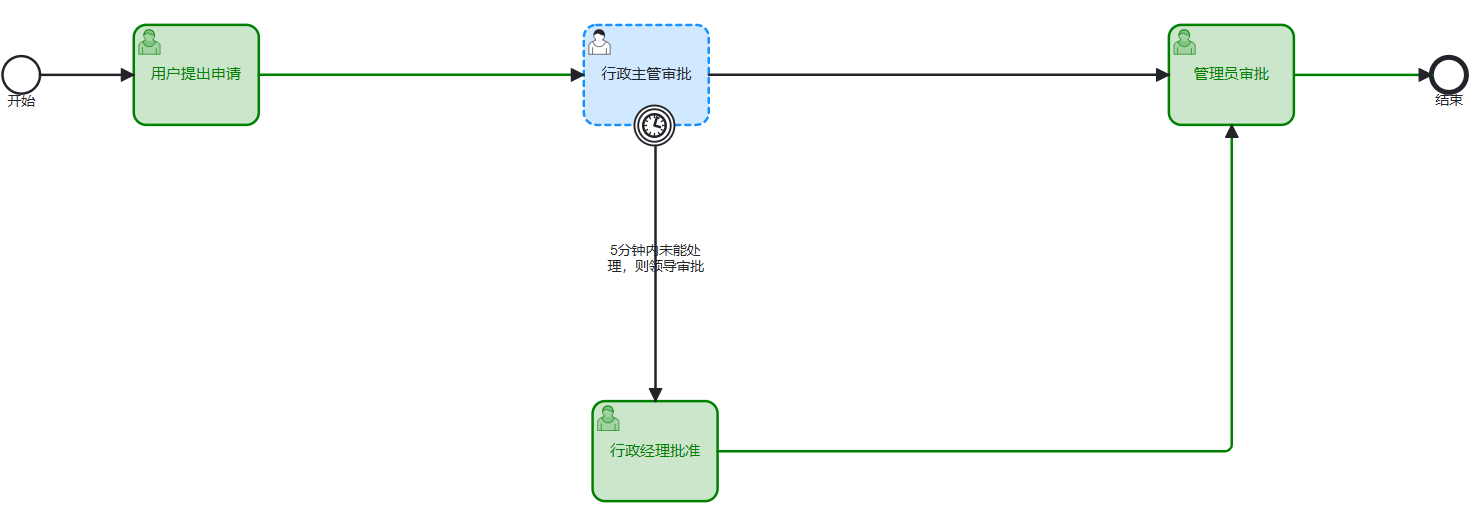 用户提出申请
行政主管审批
管理员审批
开始
结束
5分钟内未能处
理，则领导审批
行政经理批准